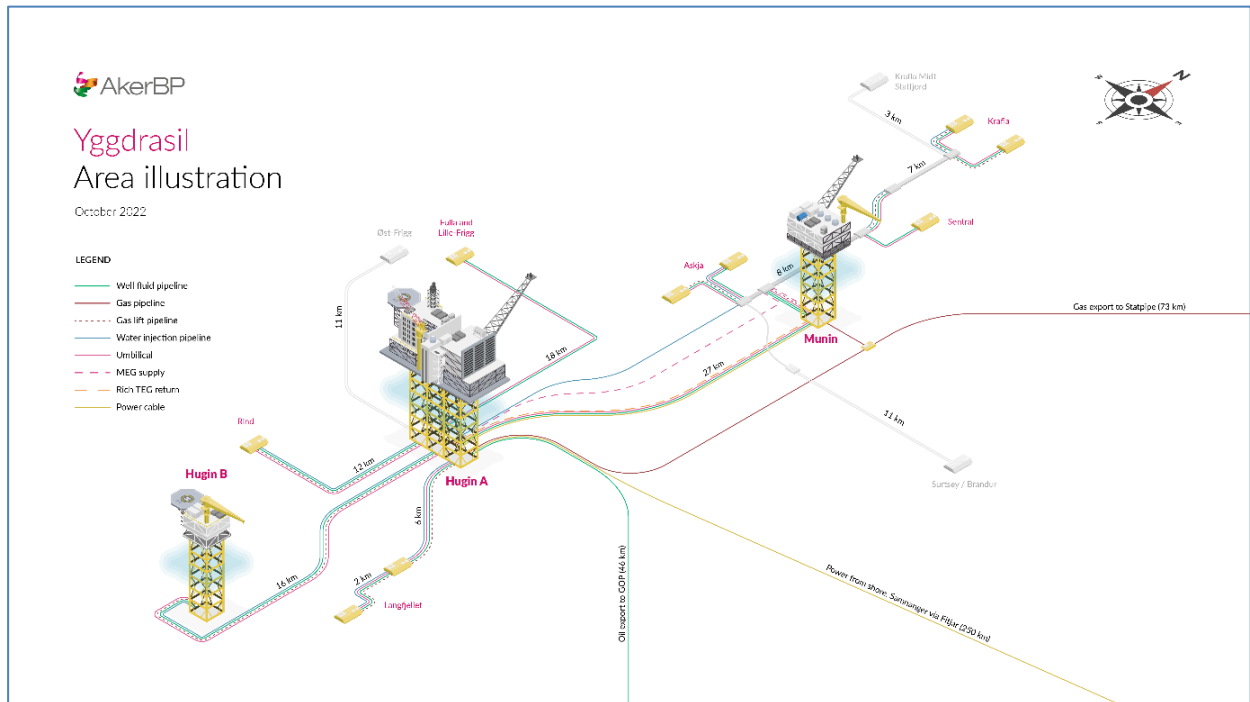 AkerBP
Yggdrasil
Area illustration
October 2022
LEGEND
Well fluid pipeline
Gas pipeline
Gas lift pipeline
Water injection pipeline
Umbilical
MEG supply
Rich TEG return
Power cable
Krafla Midt
Statfjord
3 km
Krafla
7 km
N
Sentral
Øst-Frigg
Fulla and
Lille-Frigg
Askja
8 km
11 km
18 km
Munin
Gas export to Statpipe (73 km)
27 km
11 km
Surtsey / Brandur
Rind
12 km
Hugin B
Hugin A
6 km
16 km
2 km
Langfjellet
Oil export to GOP (46 km)
Power from shore, Samnanger via Fitjar (250 km)